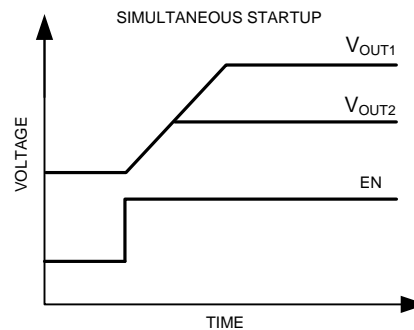 SIMULTANEOUS STARTUP
VOUT1
VOUT2
EN
VOLTAGE
TIME